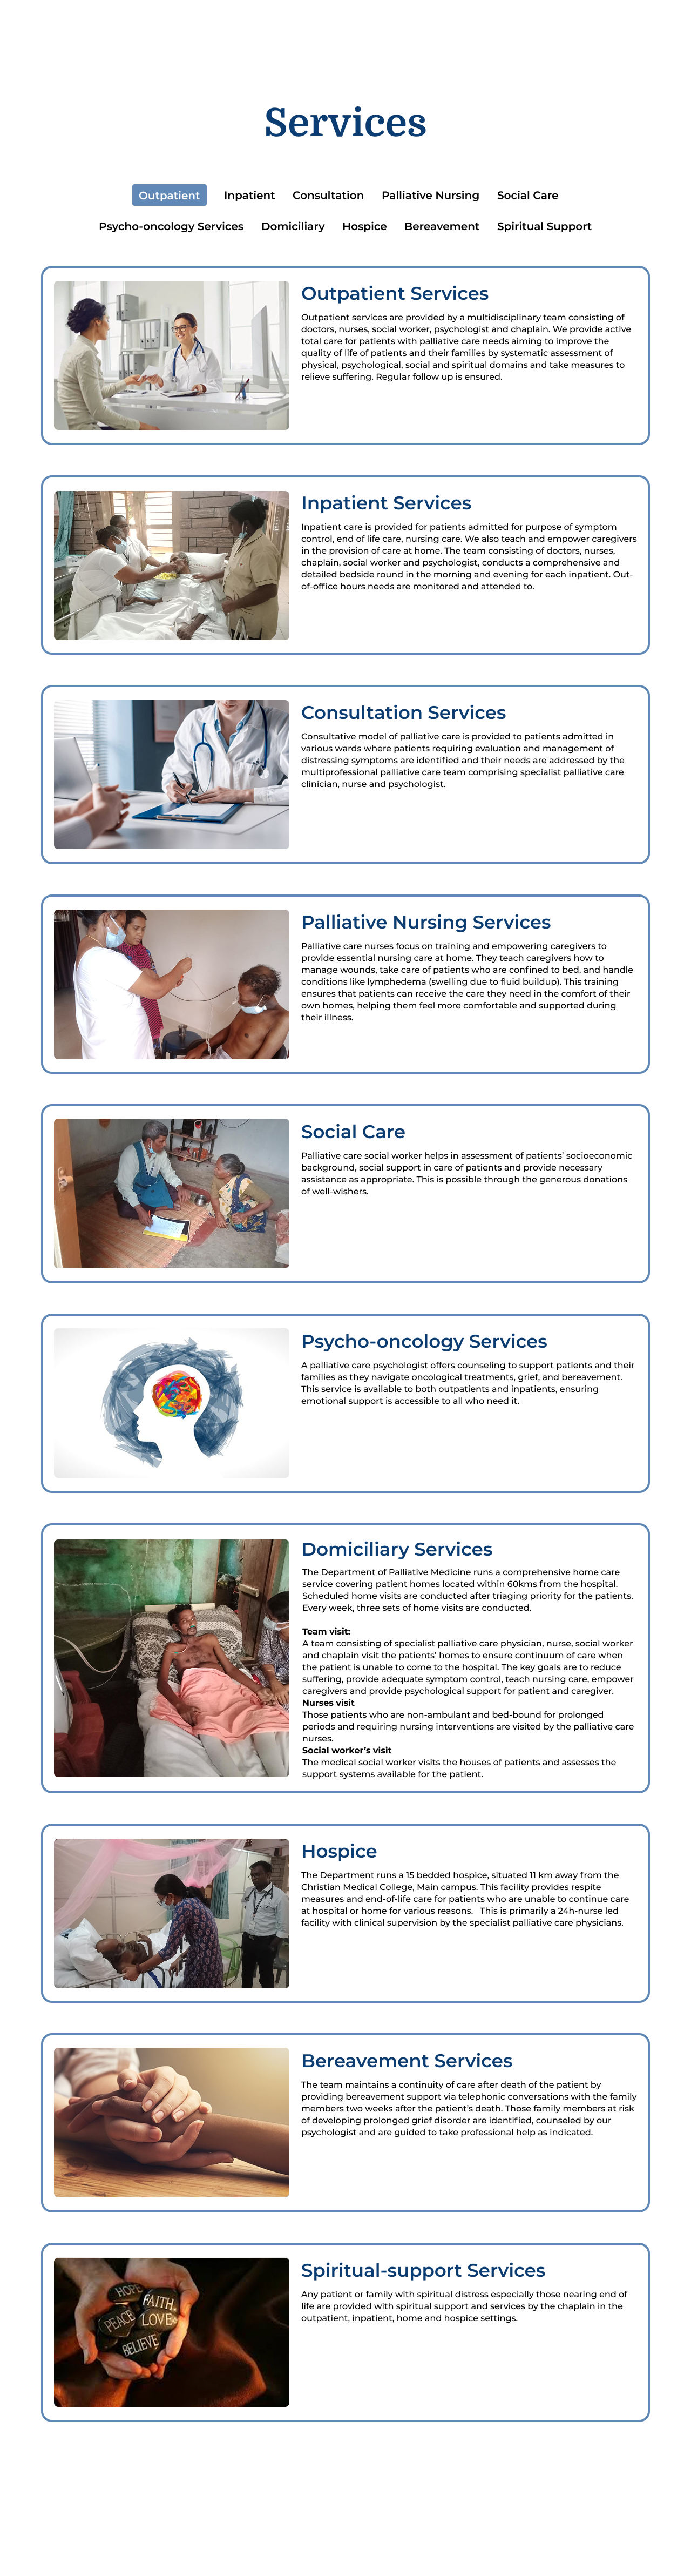 Services
Outpatient Inpatient Consultation Palliative Nursing Social Care
Psycho-oncology Services Domiciliary Hospice Bereavement Spiritual Support
Outpatient Services
Outpatient services are provided by a multidisciplinary team consisting of
doctors, nurses, social worker, psychologist and chaplain. We provide active
total care for patients with palliative care needs aiming to improve the
quality of life of patients and their families by systematic assessment of
physical, psychological, social and spiritual domains and take measures to
relieve suffering. Regular follow up is ensured.
Inpatient Services
Inpatient care is provided for patients admitted for purpose of symptom
control, end of life care, nursing care. We also teach and empower caregivers
in the provision of care at home. The team consisting of doctors, nurses,
chaplain, social worker and psychologist, conducts a comprehensive and
detailed bedside round in the morning and evening for each inpatient. Out-
of-office hours needs are monitored and attended to.
Consultation Services
Consultative model of palliative care is provided to patients admitted in
various wards where patients requiring evaluation and management of
distressing symptoms are identified and their needs are addressed by the
multiprofessional palliative care team comprising specialist palliative care
clinician, nurse and psychologist.
Palliative Nursing Services
Palliative care nurses focus on training and empowering caregivers to
provide essential nursing care at home. They teach caregivers how to
manage wounds, take care of patients who are confined to bed, and handle
conditions like lymphedema (swelling due to fluid buildup). This training
ensures that patients can receive the care they need in the comfort of their
own homes, helping them feel more comfortable and supported during
their illness.
Social Care
Palliative care social worker helps in assessment of patients’ socioeconomic
background, social support in care of patients and provide necessary
assistance as appropriate. This is possible through the generous donations
of well-wishers.
Psycho-oncology Services
A palliative care psychologist offers counseling to support patients and their
families as they navigate oncological treatments, grief, and bereavement.
This service is available to both outpatients and inpatients, ensuring
emotional support is accessible to all who need it.
Domiciliary Services
The Department of Palliative Medicine runs a comprehensive home care
service covering patient homes located within 60kms from the hospital.
Scheduled home visits are conducted after triaging priority for the patients.
Every week, three sets of home visits are conducted.
Team visit:
A team consisting of specialist palliative care physician, nurse, social worker
and chaplain visit the patients’ homes to ensure continuum of care when
the patient is unable to come to the hospital. The key goals are to reduce
suffering, provide adequate symptom control, teach nursing care, empower
caregivers and provide psychological support for patient and caregiver.
Nurses visit
Those patients who are non-ambulant and bed-bound for prolonged
periods and requiring nursing interventions are visited by the palliative care
nurses.
Social worker’s visit
The medical social worker visits the houses of patients and assesses the
support systems available for the patient.
Hospice
The Department runs a 15 bedded hospice, situated 11 km away from the
Christian Medical College, Main campus. This facility provides respite
measures and end-of-life care for patients who are unable to continue care
at hospital or home for various reasons. This is primarily a 24h-nurse led
facility with clinical supervision by the specialist palliative care physicians.
Bereavement Services
The team maintains a continuity of care after death of the patient by
providing bereavement support via telephonic conversations with the family
members two weeks after the patient’s death. Those family members at risk
of developing prolonged grief disorder are identified, counseled by our
psychologist and are guided to take professional help as indicated.
HOPE
FAITH
PEACE LOVE
BELIEVE
Spiritual-support Services
Any patient or family with spiritual distress especially those nearing end of
life are provided with spiritual support and services by the chaplain in the
outpatient, inpatient, home and hospice settings.